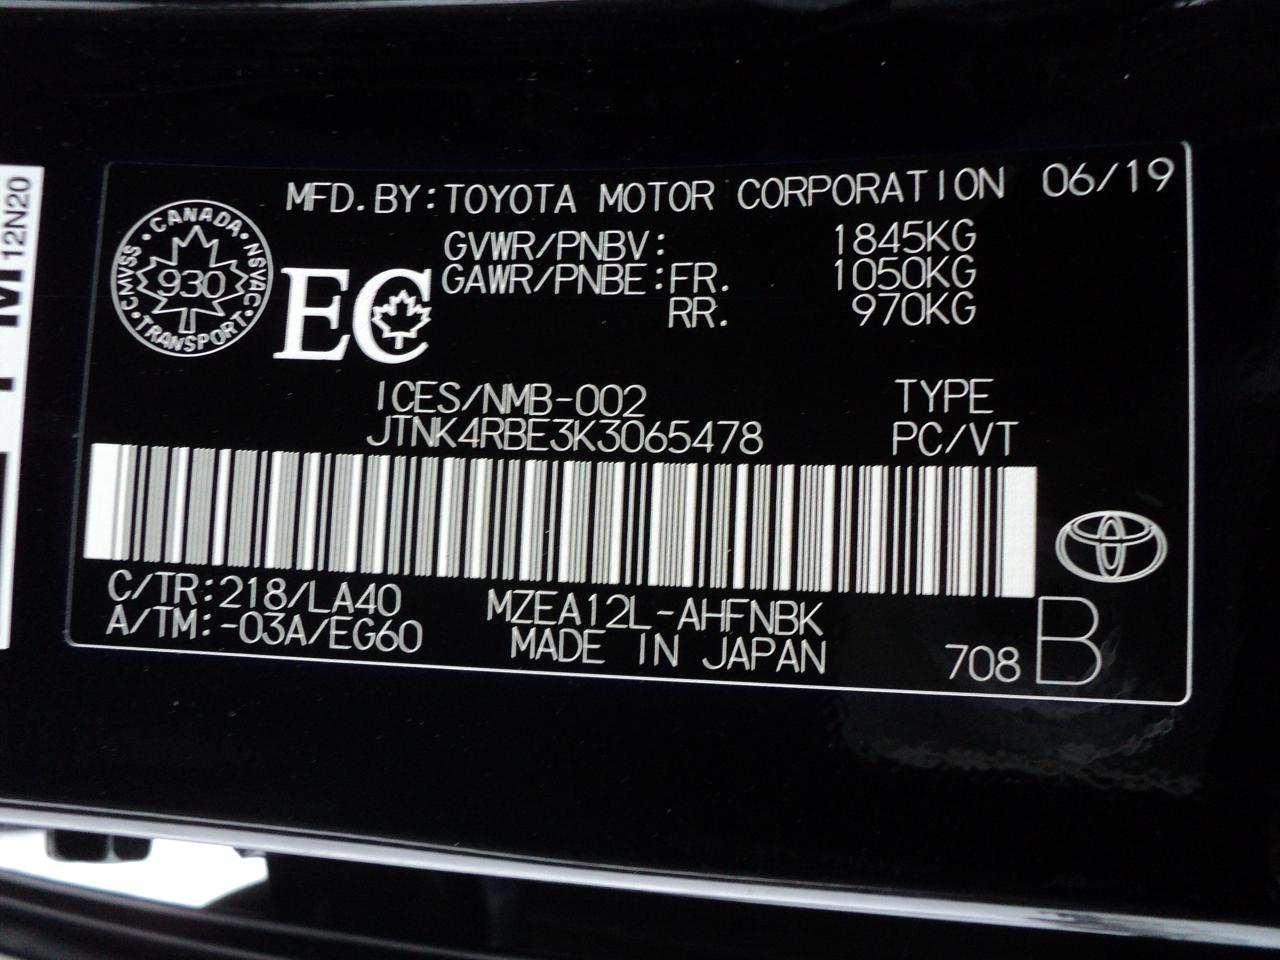 MFD.BY:TOYOTA MOTOR CORPORATION 06/19
GVWR/PNBV: 1845KG
GAWR/PNBE:FR. 1050KG
RR. 970KG
CANADA
CMVSS 930 NSVAC
TRANSPORT
EC
ICES/NMB-002 TYPE
JTNK4RBE3K3065478 PC/VT
C/TR:218/LA40 MZEA12L-AHFNBK
A/TM:-03A/EG60 MADE IN JAPAN
708 B
12N20